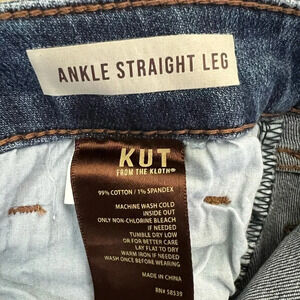 ANKLE STRAIGHT LEG
KUT
FROM THE KLOTH®
99% COTTON / 1% SPANDEX
MACHINE WASH COLD
INSIDE OUT
ONLY NON-CHLORINE BLEACH
IF NEEDED
TUMBLE DRY LOW
OR FOR BETTER CARE
LAY FLAT TO DRY
WARM IRON IF NEEDED
WASH ONCE BEFORE WEARING
MADE IN CHINA
RN# 58539